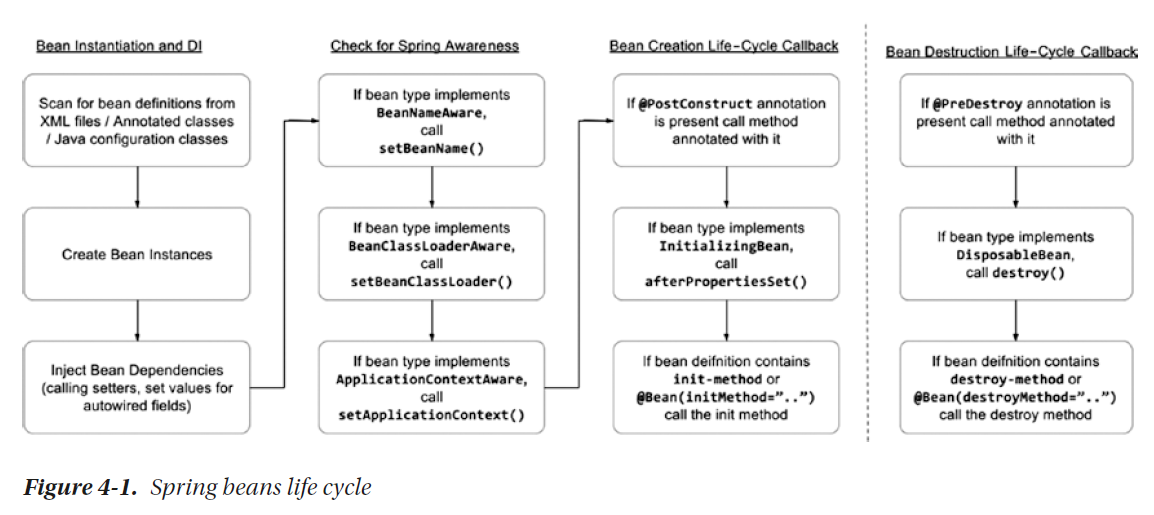 Bean Instantiation and DI
Scan for bean definitions from
XML files / Annotated classes
/ Java configuration classes
Create Bean Instances
Inject Bean Dependencies
(calling setters, set values for
autowired fields)
Check for Spring Awareness
If bean type implements
BeanNameAware,
call
setBeanName()
If bean type implements
BeanClassLoaderAware,
call
setBeanClassLoader()
If bean type implements
ApplicationContextAware,
call
setApplicationContext()
Bean Creation Life-Cycle Callback
If @PostConstruct annotation
is present call method
annotated with it
If bean type implements
InitializingBean,
call
afterPropertiesSet()
If bean deifnition contains
init-method or
@Bean(initMethod=”..”)
call the init method
Bean Destruction Life-Cycle Callback
If @PreDestroy annotation is
present call method annotated
with it
If bean type implements
DisposableBean,
call destroy()
If bean deifnition contains
destroy-method or
@Bean(destroyMethod=”..”)
call the destroy method
Figure 4-1. Spring beans life cycle